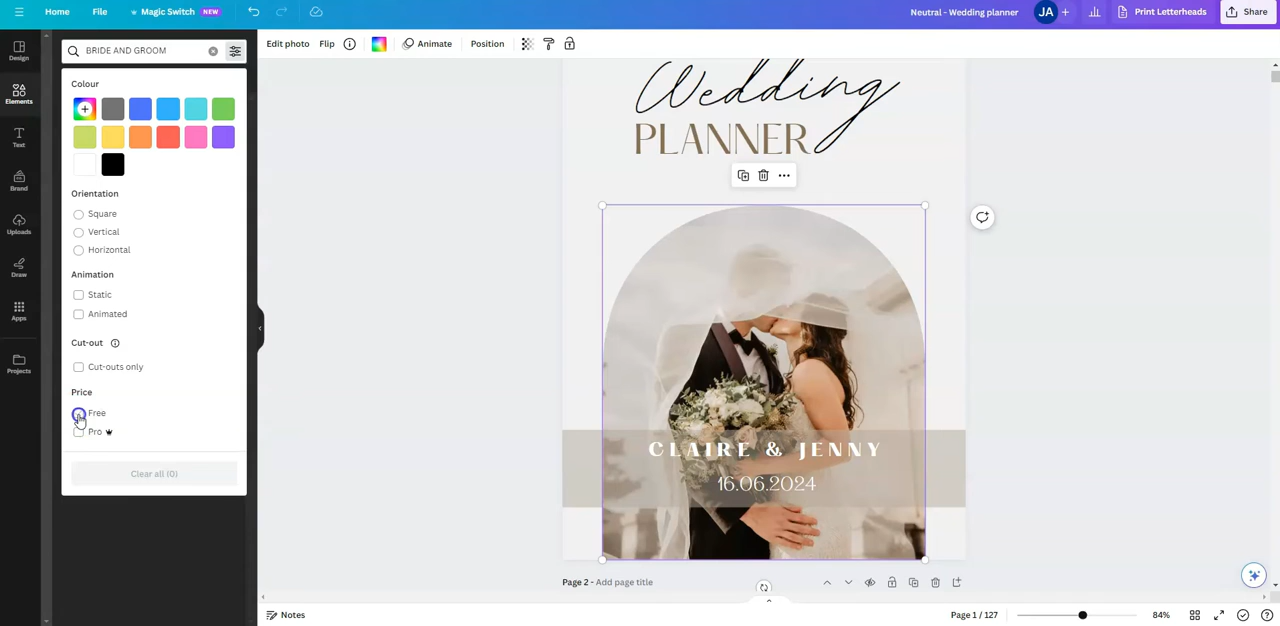 Home File Magic Switch NEW Neutral - Wedding planner JA + Print Letterheads Share
Design
Elements
Text
Brand
Uploads
Draw
Apps
Projects
BRIDE AND GROOM
Colour
Orientation
Square
Vertical
Horizontal
Animation
Static
Animated
Cut-out
Cut-outs only
Price
Free
Pro
Clear all (0)
Edit photo Flip Animate Position
Wedding
PLANNER
CLAIRE & JENNY
16.06.2024
Page 2 - Add page title
Notes Page 1 / 127 84%